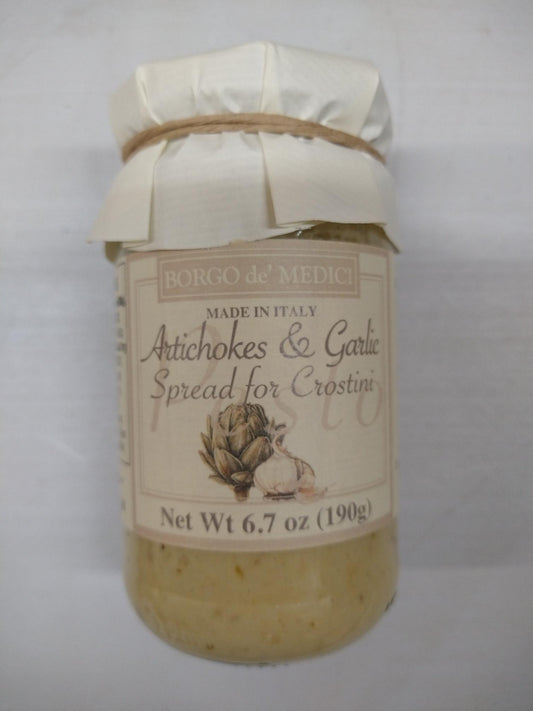 BORGO de' MEDICI
MADE IN ITALY
Artichokes & Garlic
Spread for Crostini
Pesto
Net Wt 6.7 oz (190g)